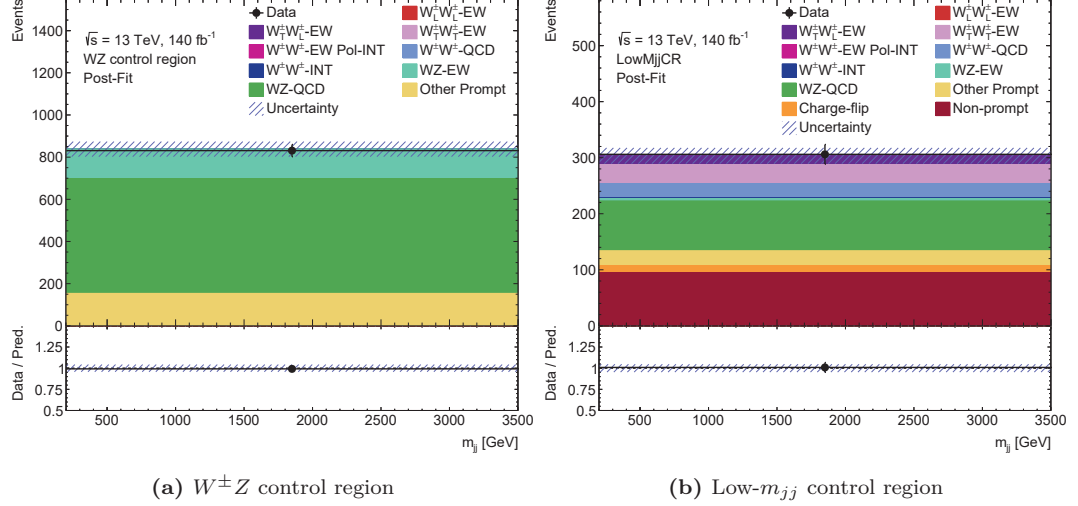 Events
1400
1200
1000
800
600
400
200
0
√s = 13 TeV, 140 fb⁻¹
WZ control region
Post-Fit
Data
W±TW±L-EW
W±W±-EW Pol-INT
W±W±-INT
WZ-QCD
Uncertainty
W±LW±L-EW
W±TW±T-EW
W±W±-QCD
WZ-EW
Other Prompt
Data / Pred.
1.25
1
0.75
0.5
500 1000 1500 2000 2500 3000 3500
mjj [GeV]
(a) W±Z control region
Events
500
400
300
200
100
0
√s = 13 TeV, 140 fb⁻¹
LowMjjCR
Post-Fit
Data
W±TW±L-EW
W±W±-EW Pol-INT
W±W±-INT
WZ-QCD
Charge-flip
Uncertainty
W±LW±L-EW
W±TW±T-EW
W±W±-QCD
WZ-EW
Other Prompt
Non-prompt
Data / Pred.
1.25
1
0.75
0.5
500 1000 1500 2000 2500 3000 3500
mjj [GeV]
(b) Low-mjj control region